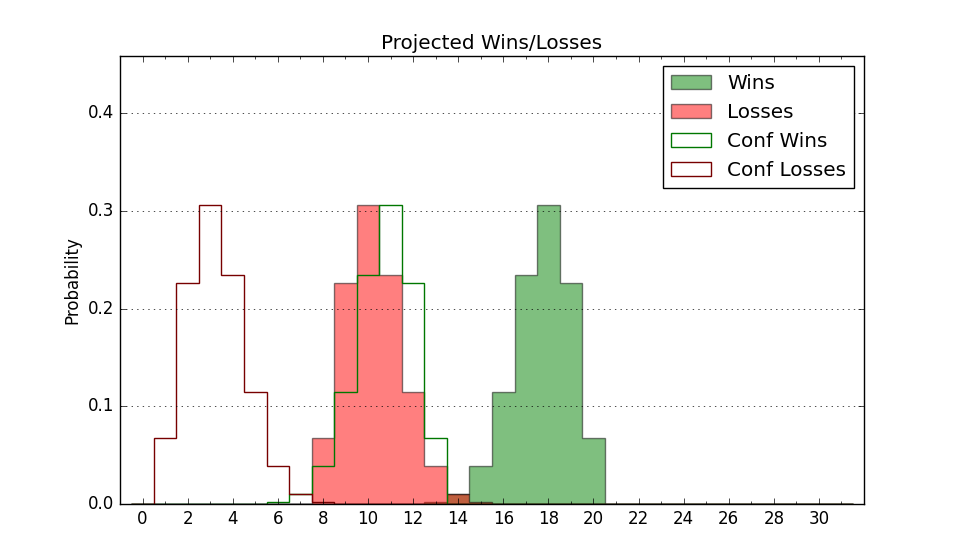 Projected Wins/Losses
Wins
Losses
Conf Wins
Conf Losses
Probability
0.4
0.3
0.2
0.1
0.0
0 2 4 6 8 10 12 14 16 18 20 22 24 26 28 30